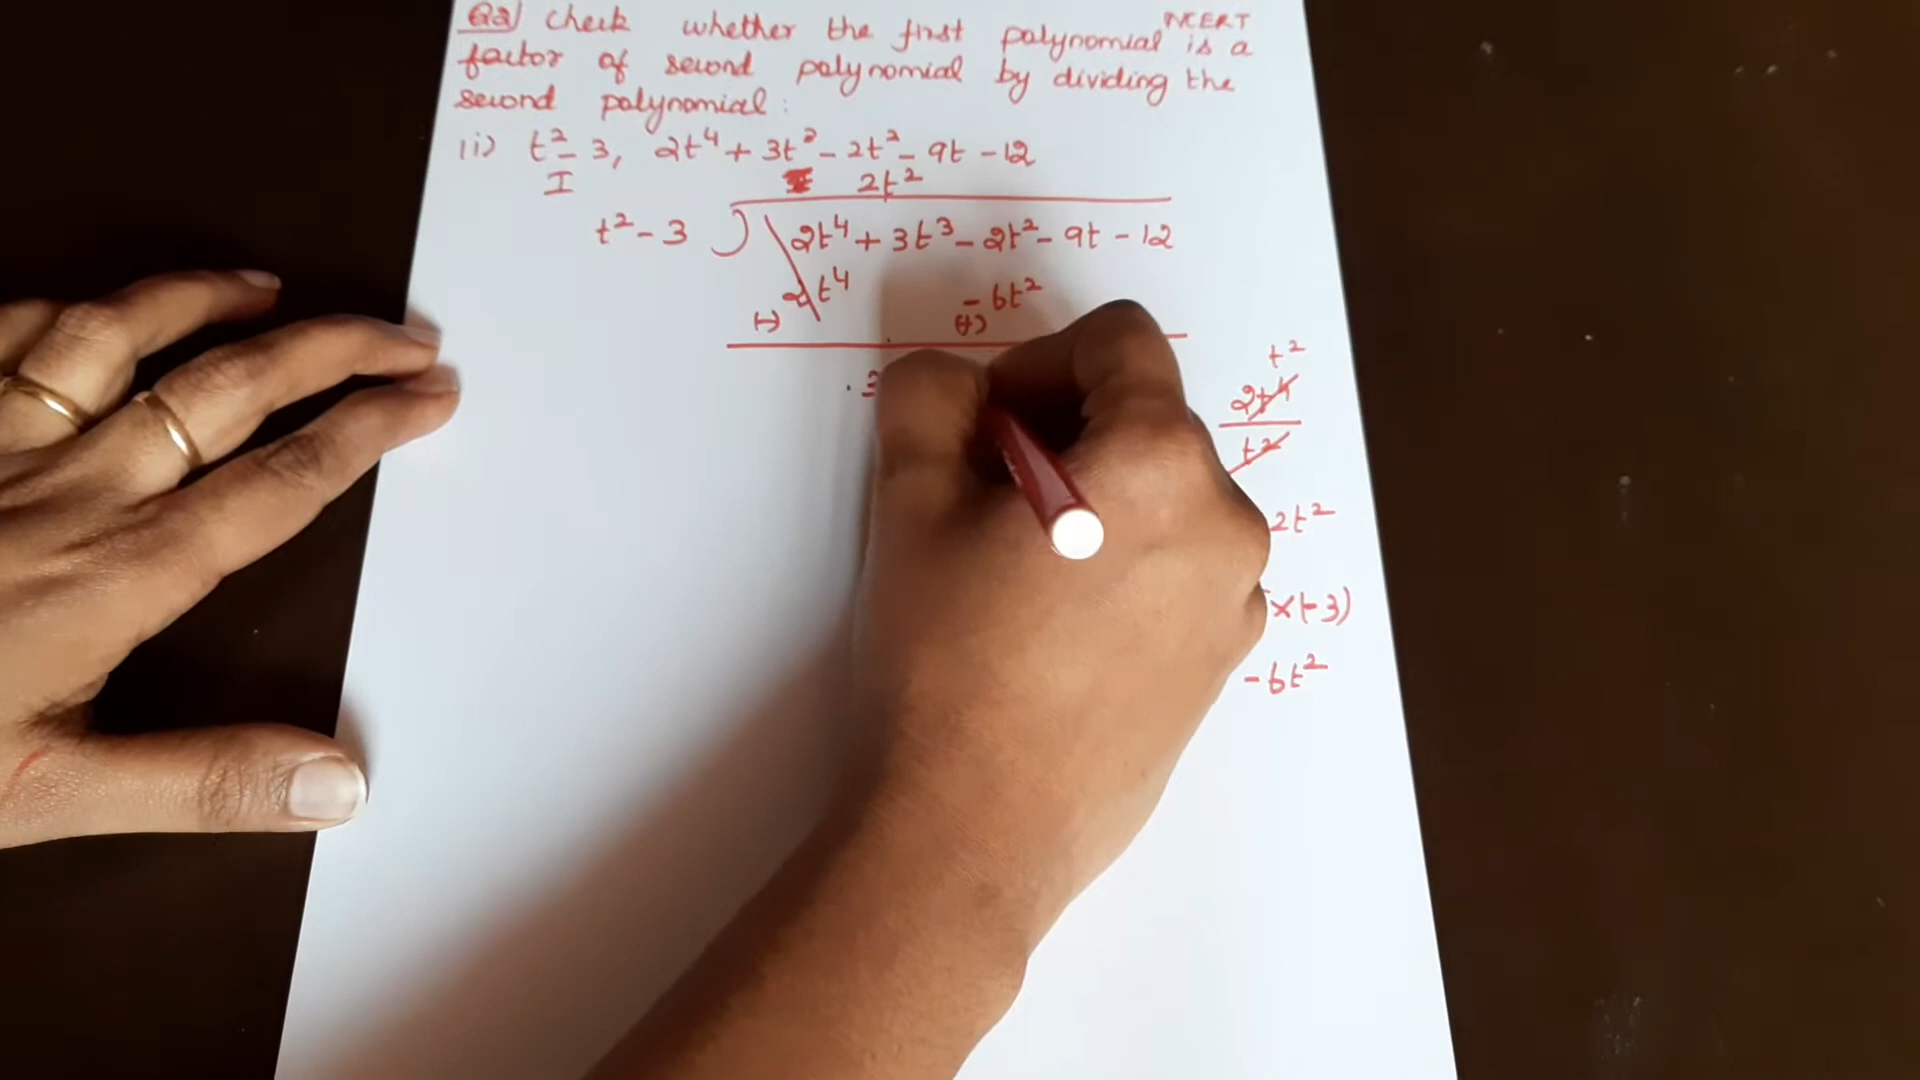 Q2) Check whether the first polynomial is a NCERT
factor of second polynomial by dividing the
second polynomial :
(i) t² - 3, 2t⁴ + 3t³ - 2t² - 9t - 12
I 2t²
t² - 3 ) 2t⁴ + 3t³ - 2t² - 9t - 12
2t⁴ - 6t²
(-) (+)
3
t²
2t⁴
t²
2t²
×(-3)
-6t²